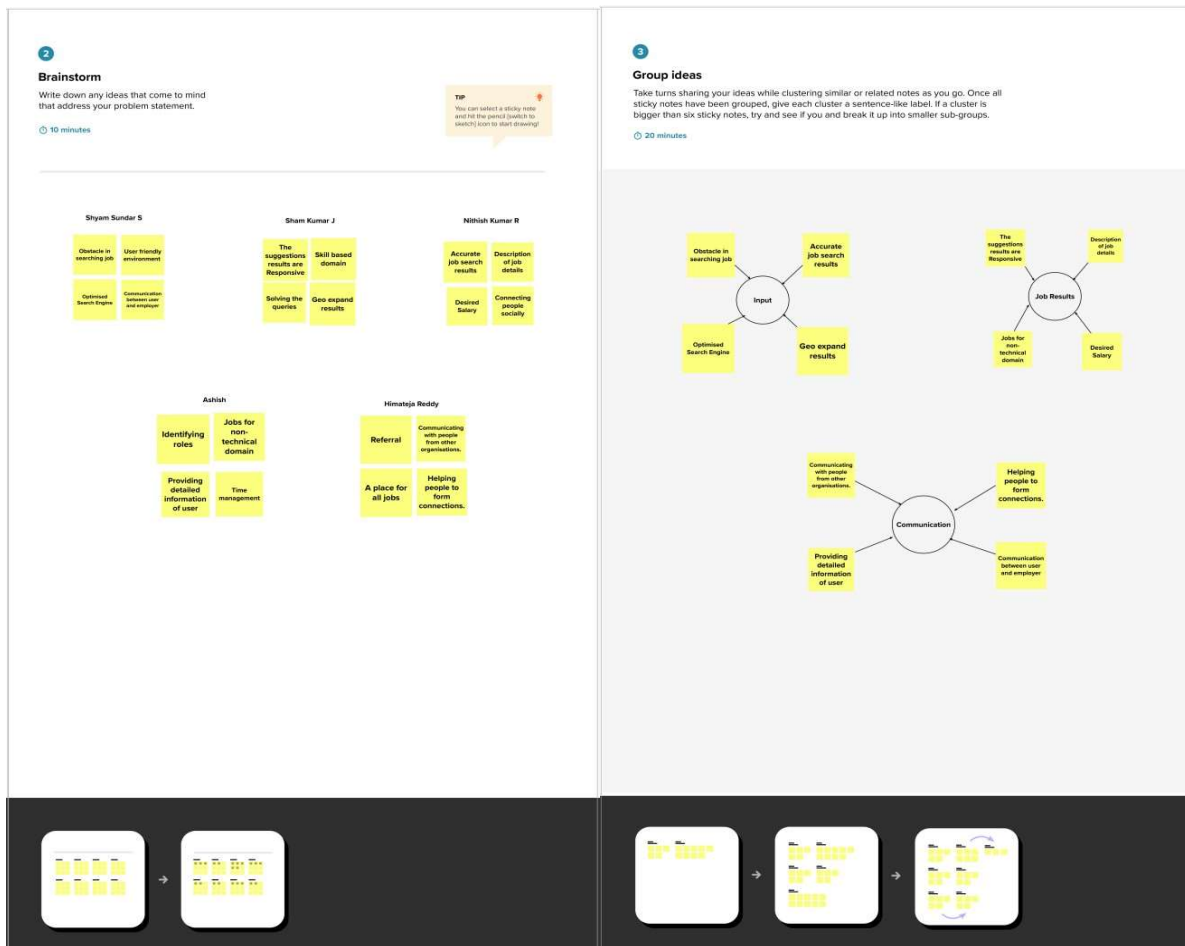 2
Brainstorm
Write down any ideas that come to mind
that address your problem statement.
10 minutes
TIP
You can select a sticky note
and hit the pencil (switch to
sketch) icon to start drawing!
Shyam Sundar S
Obstacle in
searching job
User friendly
environment
Optimised
Search Engine
Communication
between user
and employer
Sham Kumar J
The
suggestions
results are
Responsive
Skill based
domain
Solving the
queries
Geo expand
results
Nithish Kumar R
Accurate
job search
results
Description
of job
details
Desired
Salary
Connecting
people
socially
Ashish
Identifying
roles
Jobs for
non-
technical
domain
Providing
detailed
information
of user
Time
management
Himateja Reddy
Referral
Communicating
with people
from other
organisations.
A place for
all jobs
Helping
people to
form
connections.
3
Group ideas
Take turns sharing your ideas while clustering similar or related notes as you go. Once all
sticky notes have been grouped, give each cluster a sentence-like label. If a cluster is
bigger than six sticky notes, try and see if you and break it up into smaller sub-groups.
20 minutes
Obstacle in
searching job
Accurate
job search
results
Input
Optimised
Search Engine
Geo expand
results
The
suggestions
results are
Responsive
Description
of job
details
Job Results
Jobs for
non-
technical
domain
Desired
Salary
Communicating
with people
from other
organisations.
Helping
people to
form
connections.
Communication
Providing
detailed
information
of user
Communication
between user
and employer